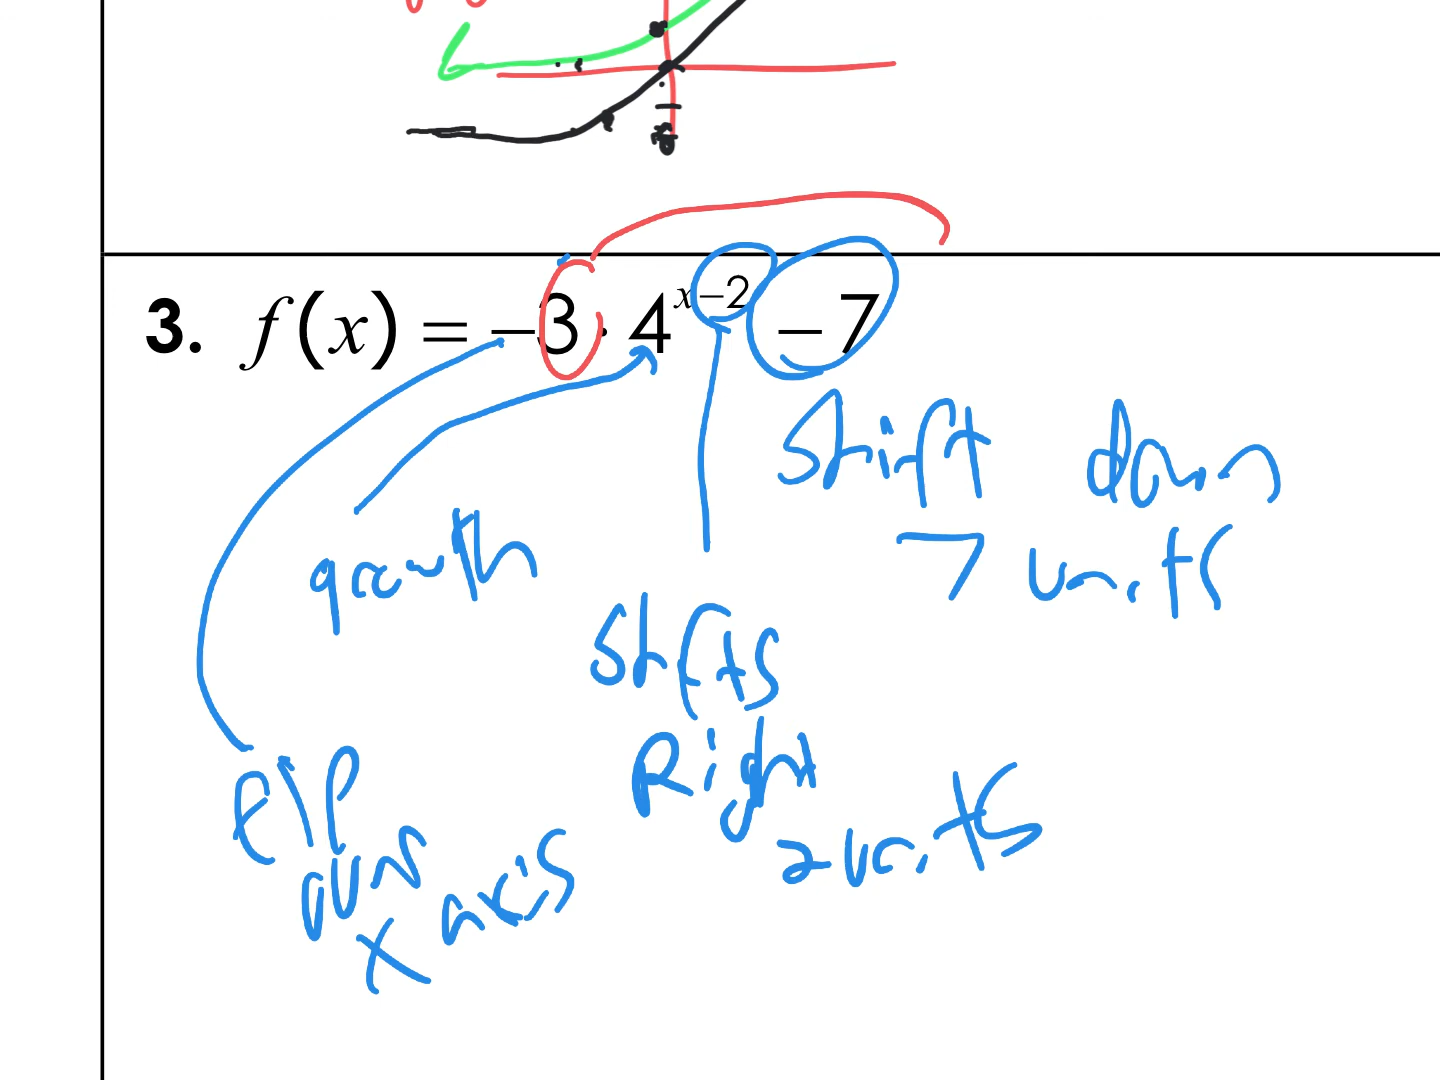 3. f(x) = −3 · 4^(x−2) − 7
Shift down
7 units
growth
Shifts
Right
2 units
Flip
over
x axis